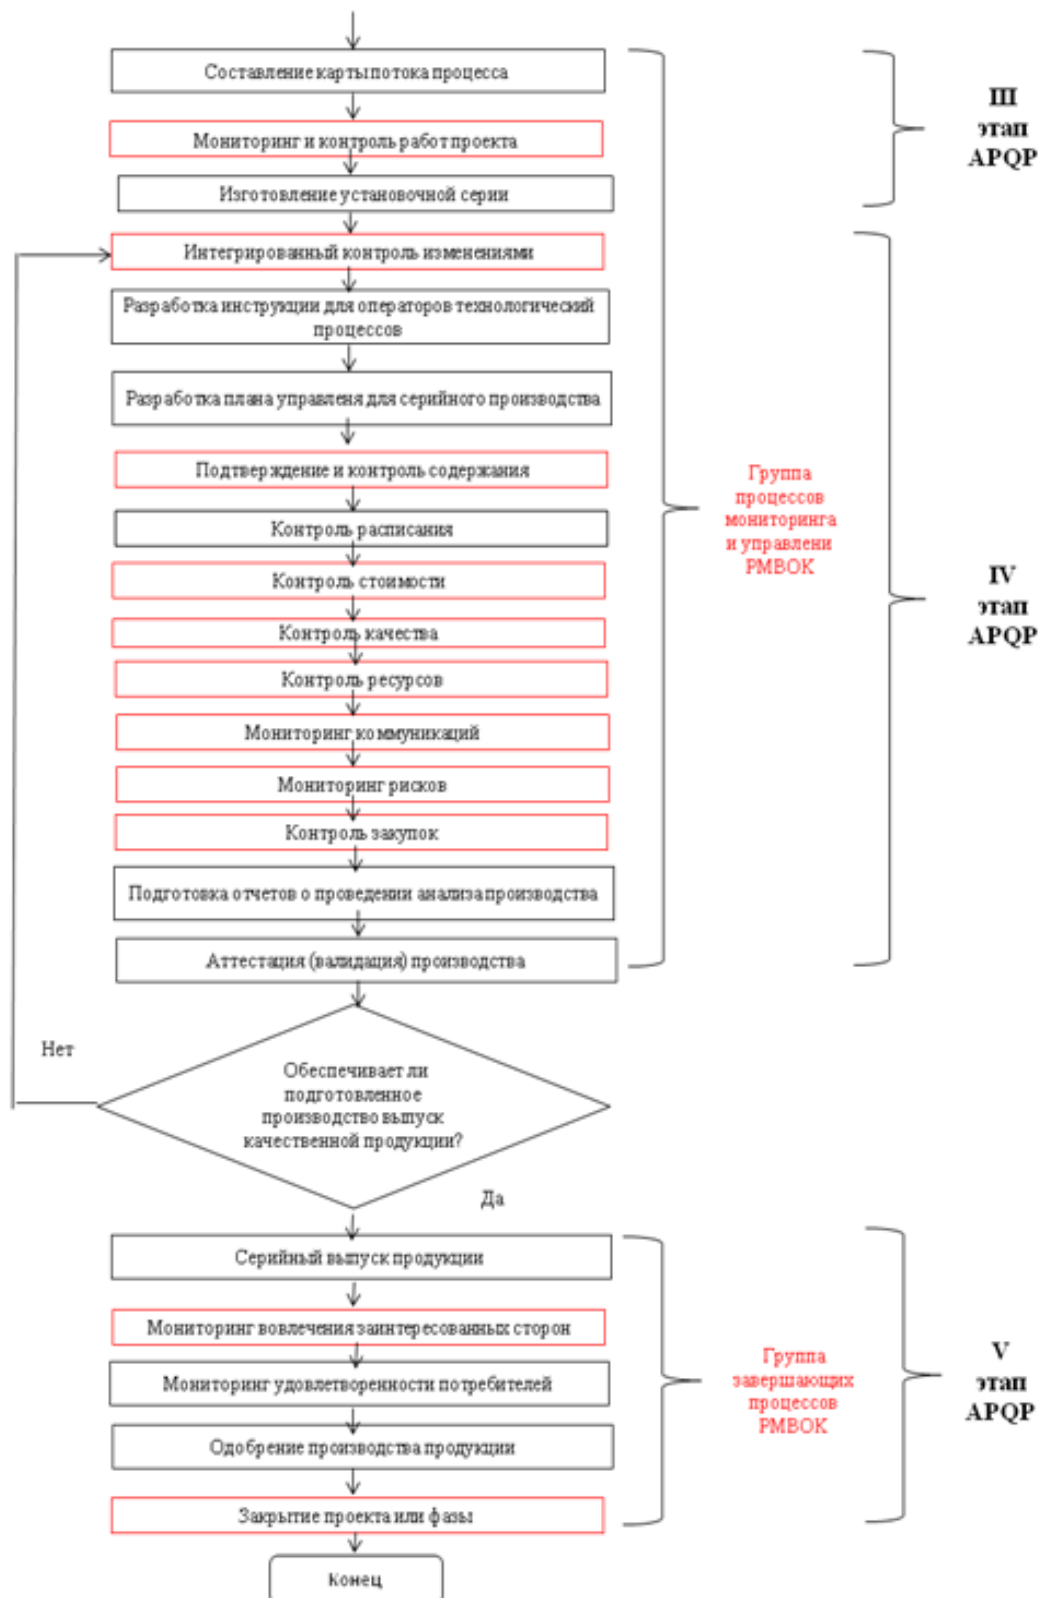 Составление карты потока процесса
III
этап
APQP
Мониторинг и контроль работ проекта
Изготовление установочной серии
Интегрированный контроль изменениями
Разработка инструкции для операторов технологический
процессов
Разработка плана управленя для серийного производства
Подтверждение и контроль содержания
Группа
процессов
мониторинга
и управлени
PMBOK
Контроль расписания
Контроль стоимости
IV
этап
APQP
Контроль качества
Контроль ресурсов
Мониторинг коммуникаций
Мониторинг рисков
Контроль закупок
Подготовка отчетов о проведении анализа производства
Аттестация (валидация) производства
Нет
Обеспечивает ли
подготовленное
производство выпуск
качественной продукции?
Да
Серийный выпуск продукции
Мониторинг вовлечения заинтересованных сторон
Мониторинг удовлетворенности потребителей
Группа
завершающих
процессов
PMBOK
V
этап
APQP
Одобрение производства продукции
Закрытие проекта или фазы
Конец